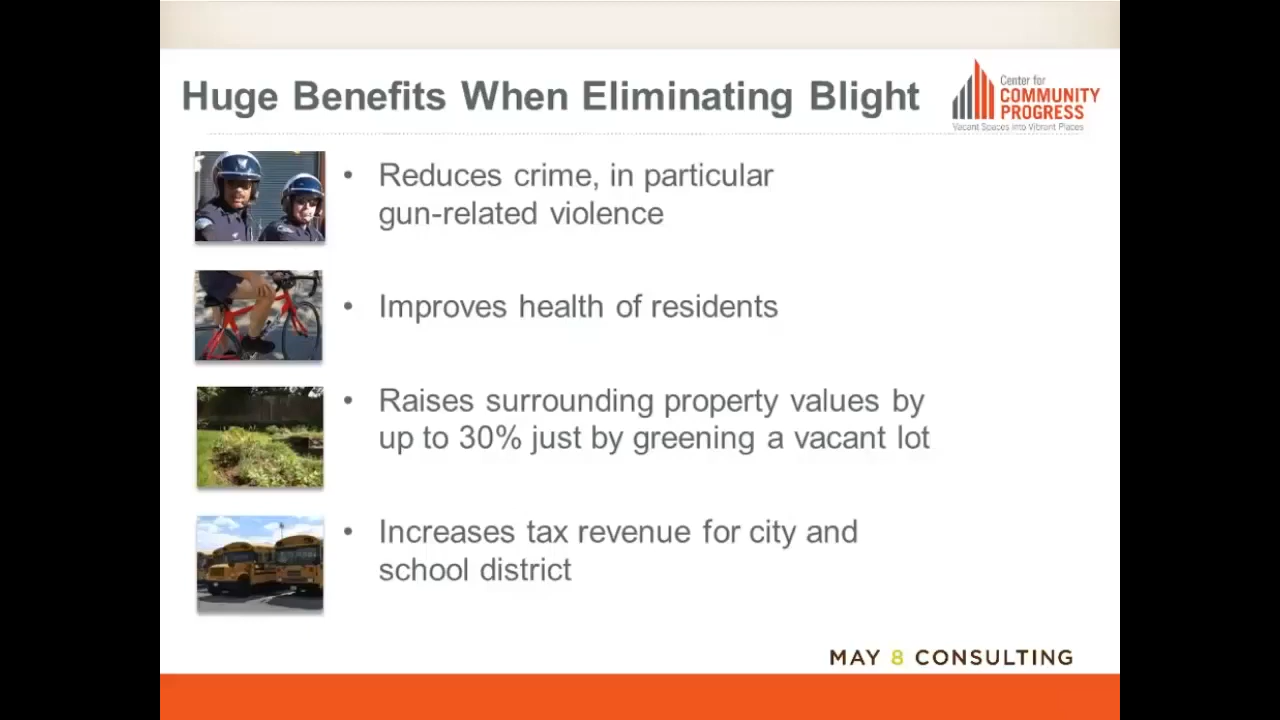 Huge Benefits When Eliminating Blight
Center for
COMMUNITY
PROGRESS
Vacant Spaces into Vibrant Places
• Reduces crime, in particular
gun-related violence
• Improves health of residents
• Raises surrounding property values by
up to 30% just by greening a vacant lot
• Increases tax revenue for city and
school district
MAY 8 CONSULTING